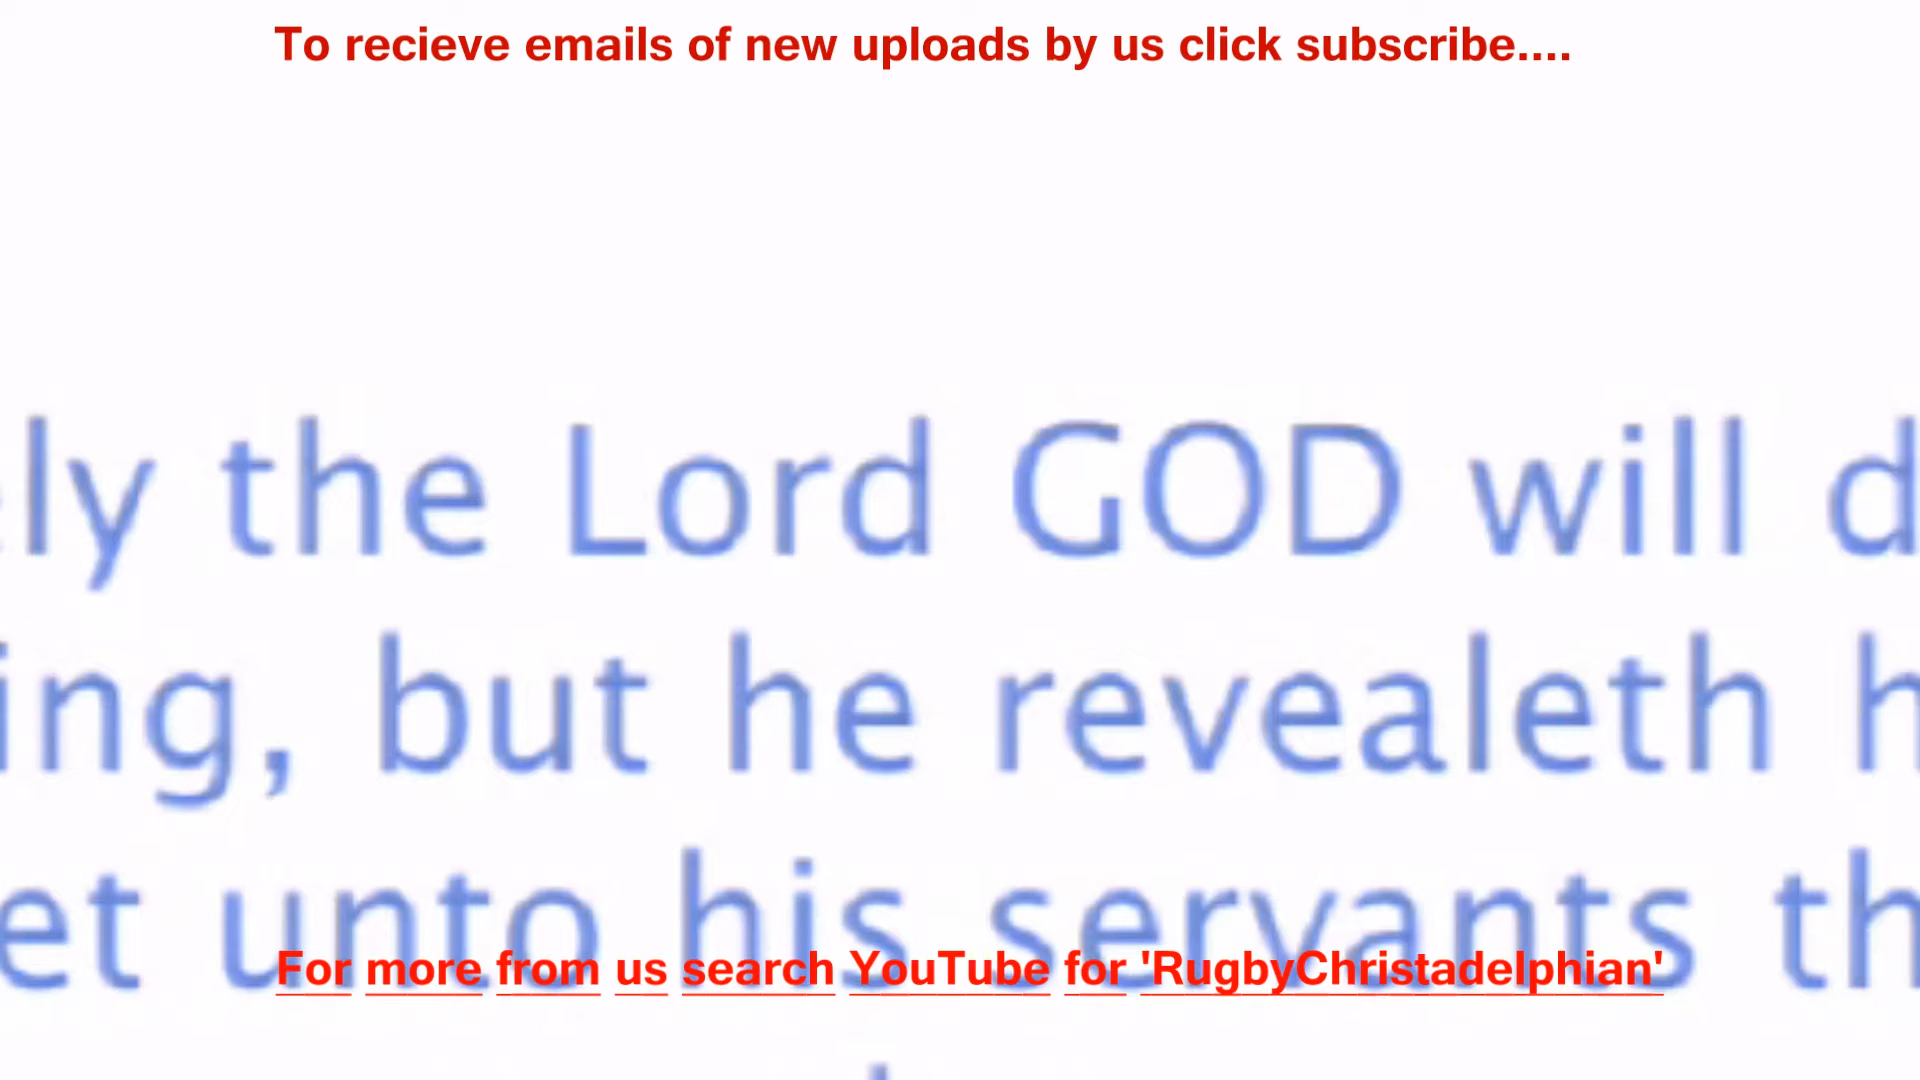 To recieve emails of new uploads by us click subscribe....
ly the Lord GOD will d
ing, but he revealeth h
et unto his servants th
For more from us search YouTube for 'RugbyChristadelphian'